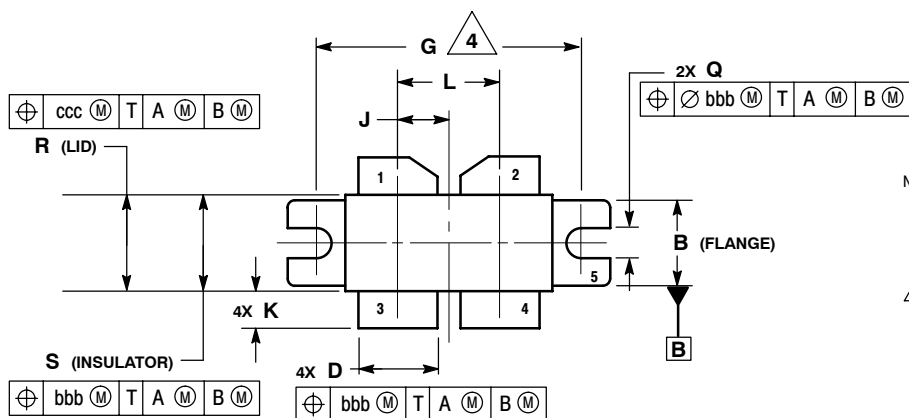 G 4
2X Q
L
⌖ ∅ bbb Ⓜ T A Ⓜ B Ⓜ
⌖ ccc Ⓜ T A Ⓜ B Ⓜ
J
R (LID)
1
2
B (FLANGE)
5
3
4
4X K
S (INSULATOR)
B
4X D
⌖ bbb Ⓜ T A Ⓜ B Ⓜ
⌖ bbb Ⓜ T A Ⓜ B Ⓜ